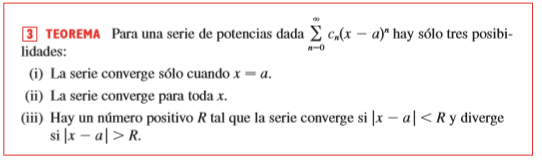 3 TEOREMA Para una serie de potencias dada $\sum_{n=0}^{\infty} c_n(x - a)^n$ hay sólo tres posibi-
lidades:
(i) La serie converge sólo cuando x = a.
(ii) La serie converge para toda x.
(iii) Hay un número positivo R tal que la serie converge si |x − a| < R y diverge
si |x − a| > R.